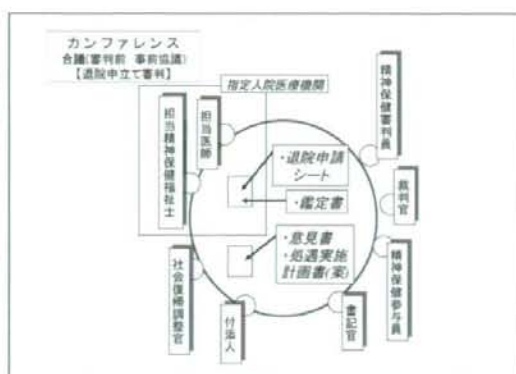 カンファレンス
合議(審判前 事前協議)
【退院申立て審判】
指定入院医療機関
担当医師
担当精神保健福祉士
精神保健審判員
・退院申請
シート
・鑑定書
裁判官
・意見書
・処遇実施
計画書(案)
精神保健参与員
社会復帰調整官
付添人
書記官